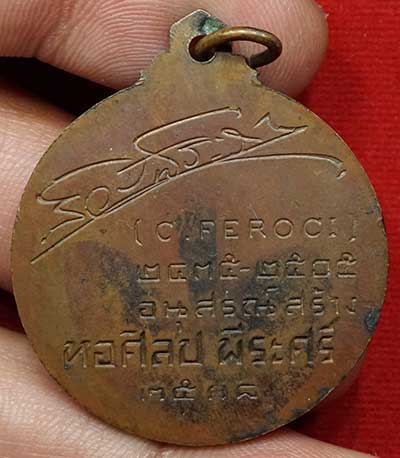 ( C. FEROCI )
๒๔๓๕-๒๕๐๕
อนุสรณ์สร้าง
หอศิลป พีระศรี